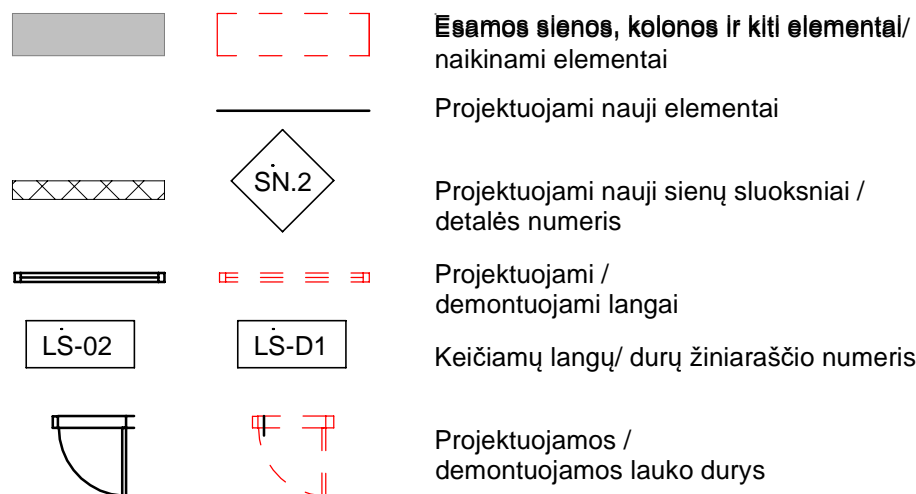 Esamos sienos, kolonos ir kiti elementai/
naikinami elementai
Projektuojami nauji elementai
SN.2
Projektuojami nauji sienų sluoksniai /
detalės numeris
Projektuojami /
demontuojami langai
LS-02 LS-D1
Keičiamų langų/ durų žiniaraščio numeris
Projektuojamos /
demontuojamos lauko durys